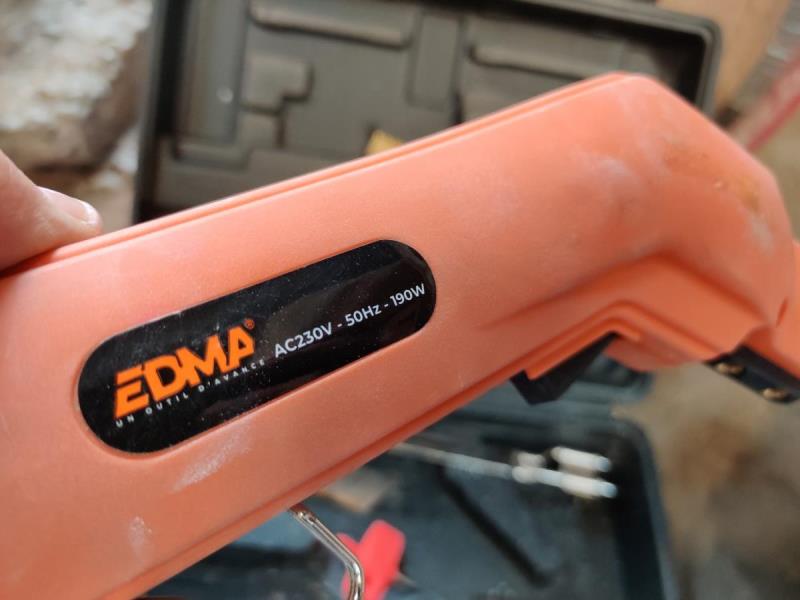 EDMA® AC230V - 50Hz - 190W
UN OUTIL D'AVANCE